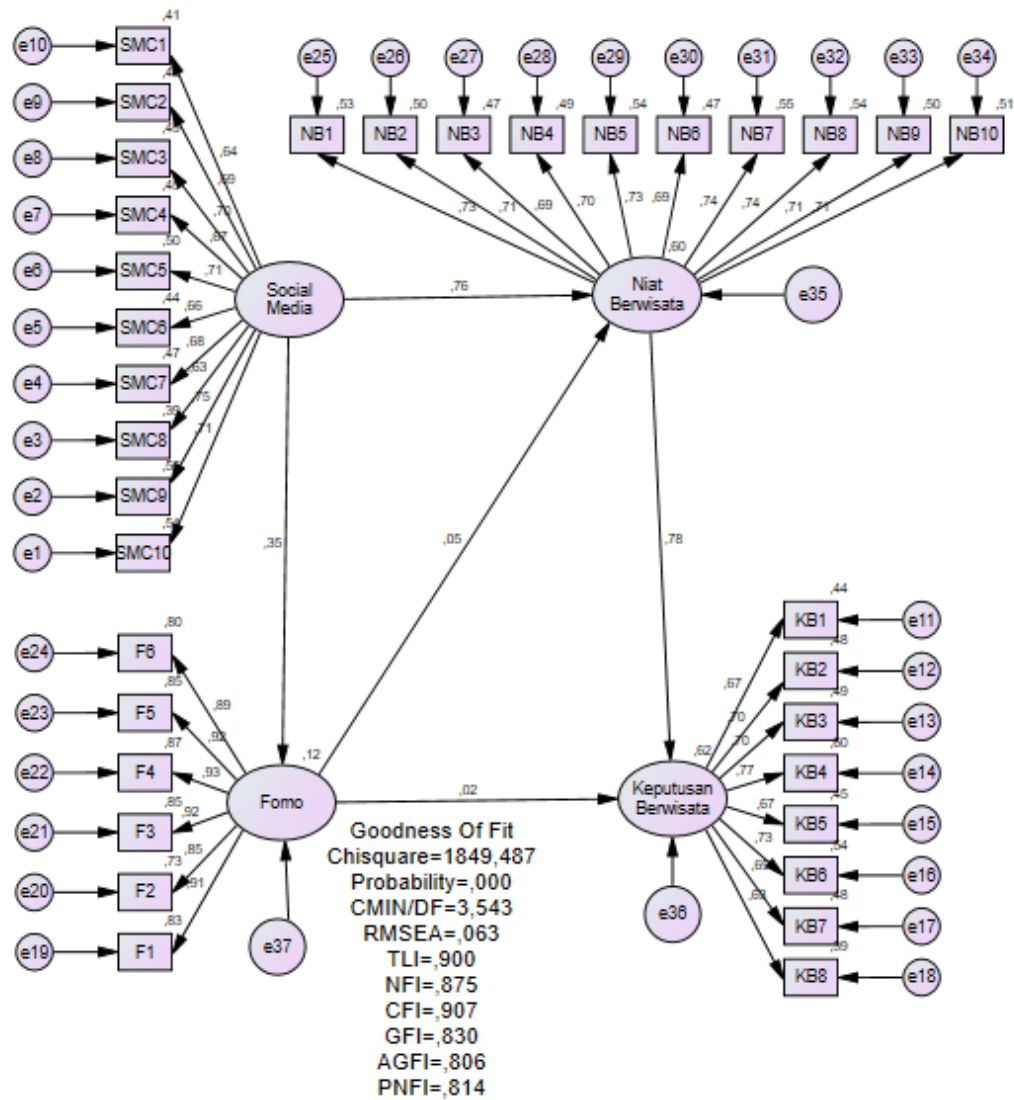 ,41
e10 SMC1
e9 SMC2
e8 SMC3
e7 SMC4
,50
e6 SMC5
,44
e5 SMC6
,47
e4 SMC7
,39
e3 SMC8
e2 SMC9
e1 SMC10
,64
,69
,70
,67
,71
,66
,68
,63
,75
,71
e25 e26 e27 e28 e29 e30 e31 e32 e33 e34
,53 ,50 ,47 ,49 ,54 ,47 ,55 ,54 ,50 ,51
NB1 NB2 NB3 NB4 NB5 NB6 NB7 NB8 NB9 NB10
,73 ,71 ,69 ,70 ,73 ,69 ,74 ,74 ,71 ,71
,60
Social
Media
,76
Niat
Berwisata
e35
,35
,05
,78
,80
e24 F6
,85
e23 F5
,87
e22 F4
,85
e21 F3
,73
e20 F2
,83
e19 F1
,89
,92
,93
,92
,85
,91
,12
Fomo
,02
e37
,62
Keputusan
Berwisata
e36
,67
,70
,70
,77
,67
,73
,44
KB1 e11
,48
KB2 e12
,49
KB3 e13
,60
KB4 e14
,45
KB5 e15
,54
KB6 e16
,48
KB7 e17
,39
KB8 e18
Goodness Of Fit
Chisquare=1849,487
Probability=,000
CMIN/DF=3,543
RMSEA=,063
TLI=,900
NFI=,875
CFI=,907
GFI=,830
AGFI=,806
PNFI=,814